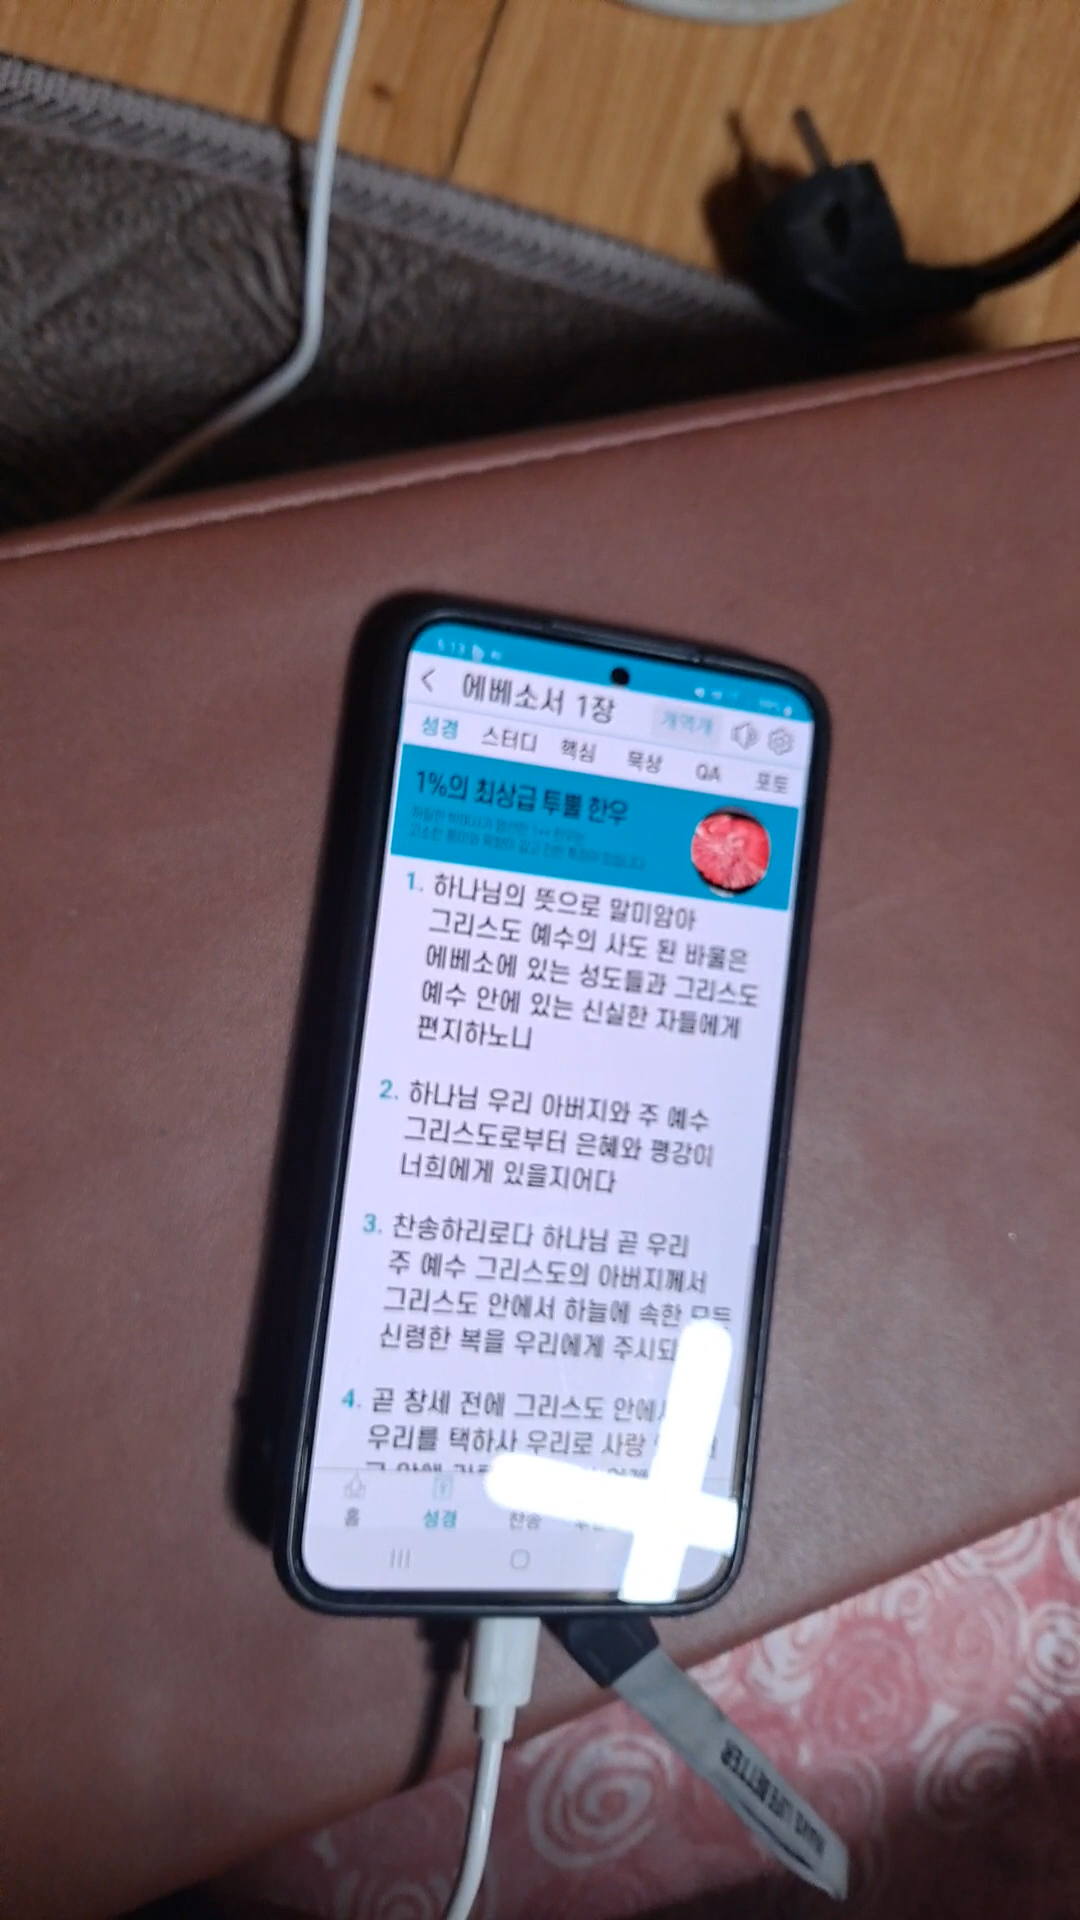 5:13
에베소서 1장
개역개
성경 스터디 핵심 묵상 QA 포토
1%의 최상급 투뿔 한우
1. 하나님의 뜻으로 말미암아
그리스도 예수의 사도 된 바울은
에베소에 있는 성도들과 그리스도
예수 안에 있는 신실한 자들에게
편지하노니
2. 하나님 우리 아버지와 주 예수
그리스도로부터 은혜와 평강이
너희에게 있을지어다
3. 찬송하리로다 하나님 곧 우리
주 예수 그리스도의 아버지께서
그리스도 안에서 하늘에 속한 모든
신령한 복을 우리에게 주시되
4. 곧 창세 전에 그리스도 안에서
우리를 택하사 우리로 사랑
홈 성경 찬송
LIFE BETTER